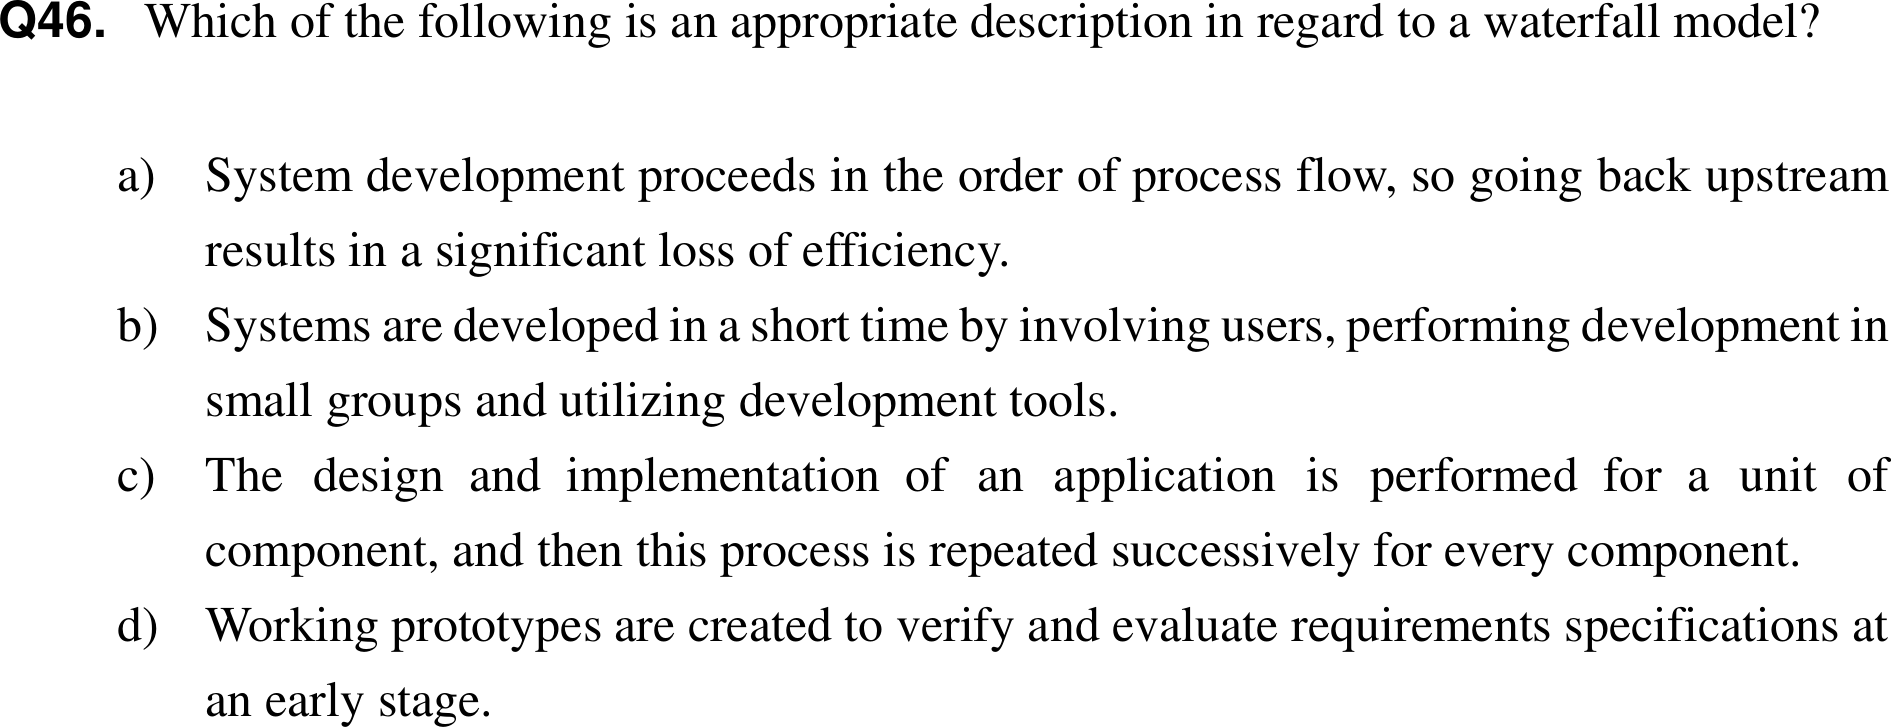 Q46. Which of the following is an appropriate description in regard to a waterfall model?
a) System development proceeds in the order of process flow, so going back upstream
results in a significant loss of efficiency.
b) Systems are developed in a short time by involving users, performing development in
small groups and utilizing development tools.
c) The design and implementation of an application is performed for a unit of
component, and then this process is repeated successively for every component.
d) Working prototypes are created to verify and evaluate requirements specifications at
an early stage.